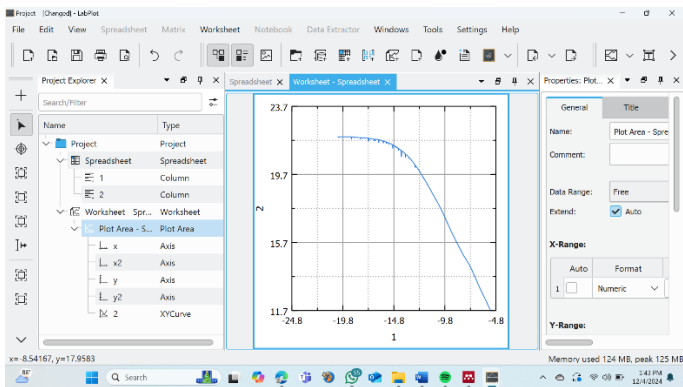 Project (Changed) - LabPlot
File Edit View Spreadsheet Matrix Worksheet Notebook Data Extractor Windows Tools Settings Help
Project Explorer
Spreadsheet
Worksheet - Spreadsheet
Properties: Plot...
Search/Filter
Name Type
Project Project
Spreadsheet Spreadsheet
1 Column
2 Column
Worksheet Spr... Worksheet
Plot Area - S... Plot Area
x Axis
x2 Axis
y Axis
y2 Axis
2 XYCurve
23.7
19.7
15.7
11.7
2
-24.8 -19.8 -14.8 -9.8 -4.8
1
General Title
Name: Plot Area - Spre
Comment:
Data Range: Free
Extend: Auto
X-Range:
Auto Format
1 Numeric
Y-Range:
x=-8.54167, y=17.9583
Memory used 124 MB, peak 125 MB
88°
Search
1:43 PM
12/4/2024